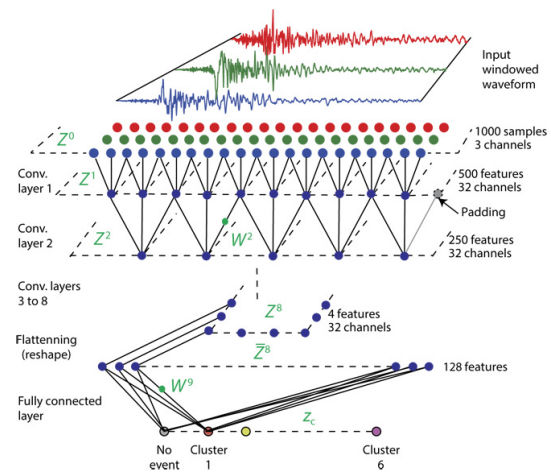 Input
windowed
waveform
Z⁰
1000 samples
3 channels
Conv.
layer 1
Z¹
500 features
32 channels
Padding
Conv.
layer 2
Z²
W²
250 features
32 channels
Conv. layers
3 to 8
Z⁸
4 features
32 channels
Flattenning
(reshape)
Z̅⁸
128 features
W⁹
Fully connected
layer
z_c
No
event
Cluster
1
Cluster
6